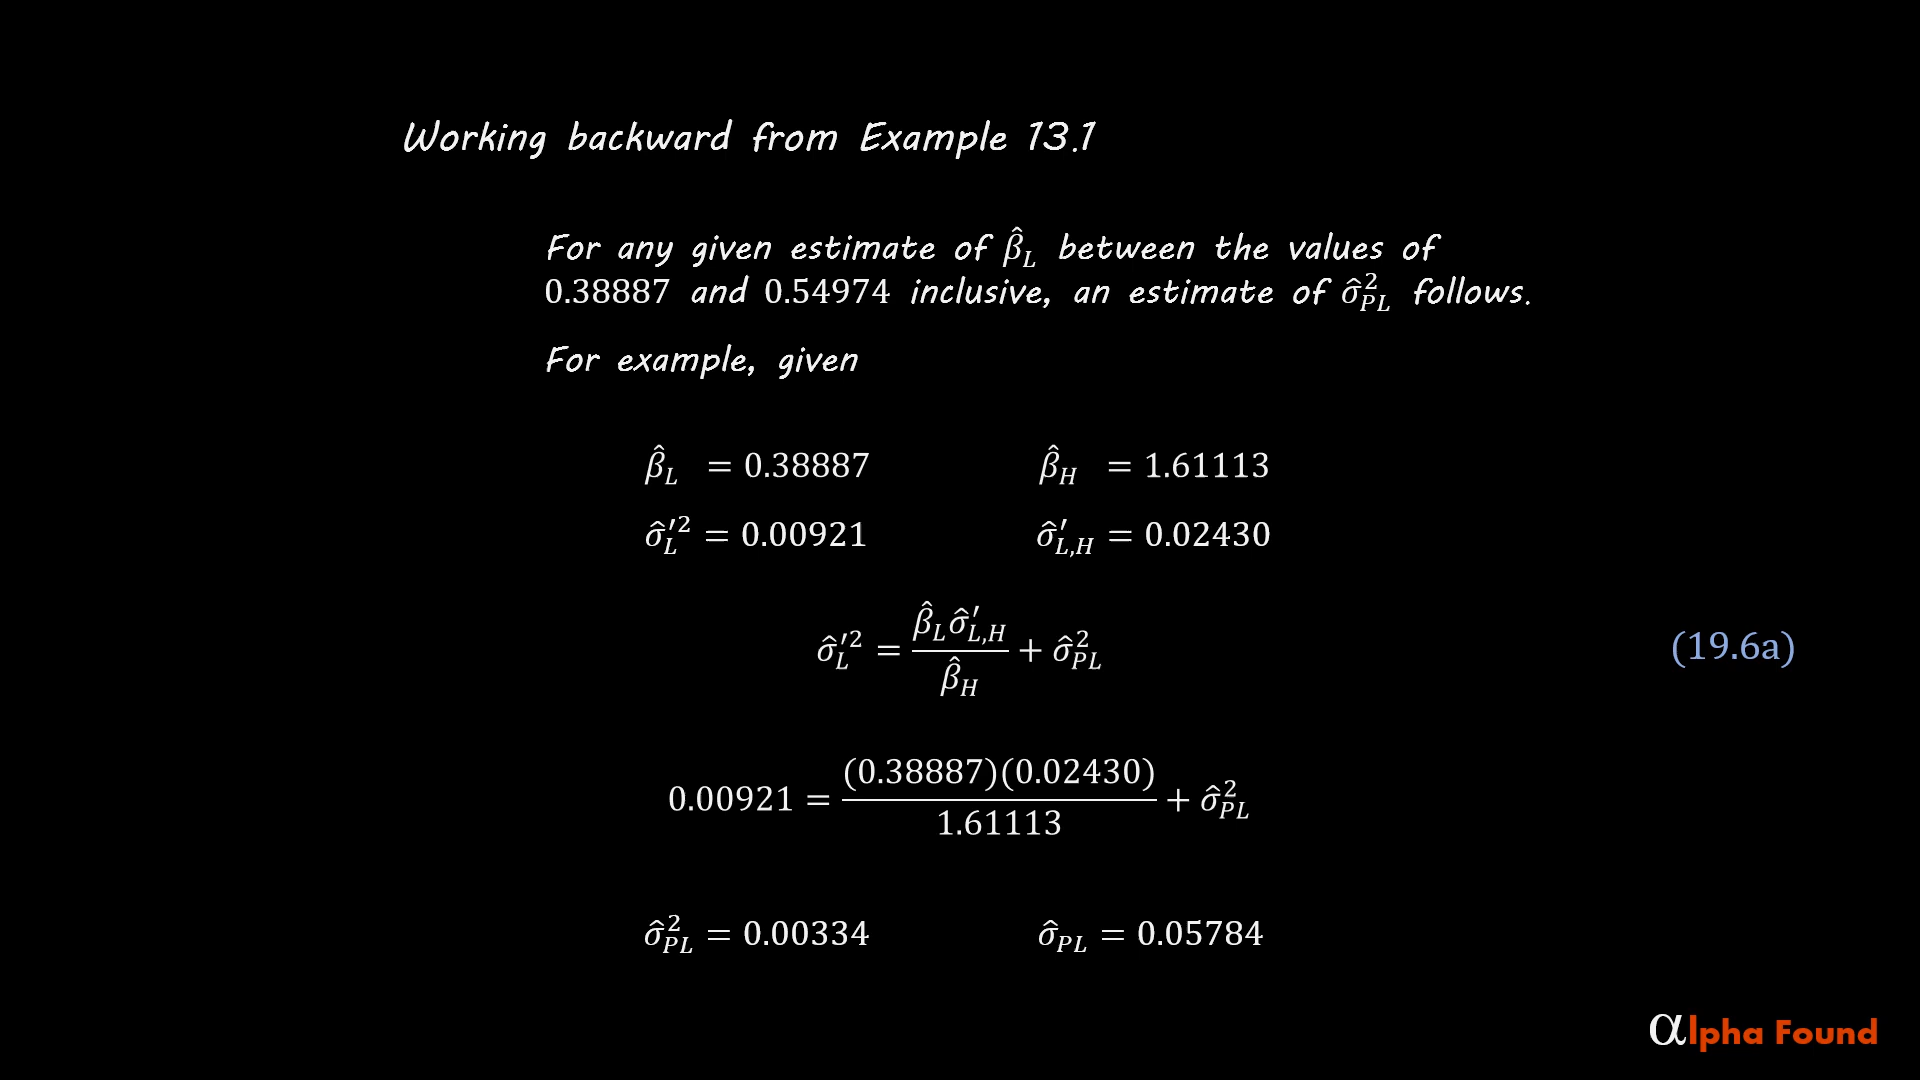 Working backward from Example 13.1
For any given estimate of β̂_L between the values of
0.38887 and 0.54974 inclusive, an estimate of σ̂²_PL follows.
For example, given
β̂_L = 0.38887 β̂_H = 1.61113
σ̂′²_L = 0.00921 σ̂′_L,H = 0.02430
σ̂′²_L = β̂_L σ̂′_L,H / β̂_H + σ̂²_PL (19.6a)
0.00921 = (0.38887)(0.02430) / 1.61113 + σ̂²_PL
σ̂²_PL = 0.00334 σ̂_PL = 0.05784
αlpha Found